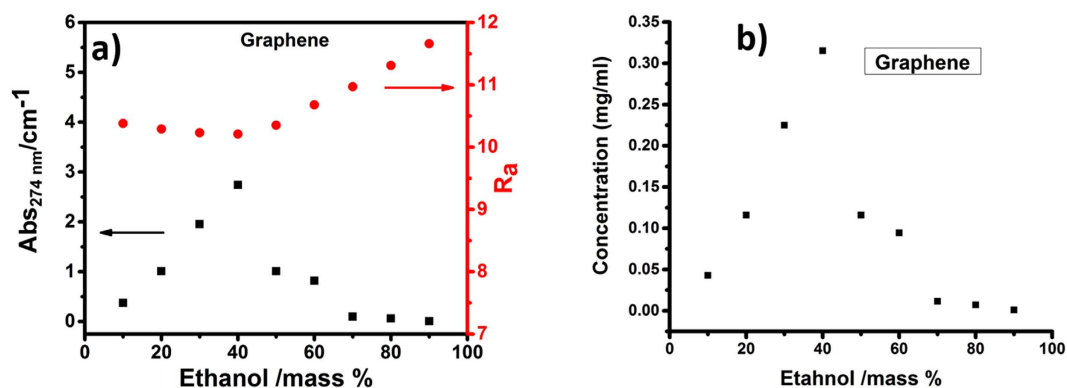 a)
Graphene
Abs274 nm/cm-1
6
5
4
3
2
1
0
12
11
10
9
8
7
Ra
0 20 40 60 80 100
Ethanol /mass %
b)
Graphene
Concentration (mg/ml)
0.35
0.30
0.25
0.20
0.15
0.10
0.05
0.00
0 20 40 60 80 100
Etahnol /mass %